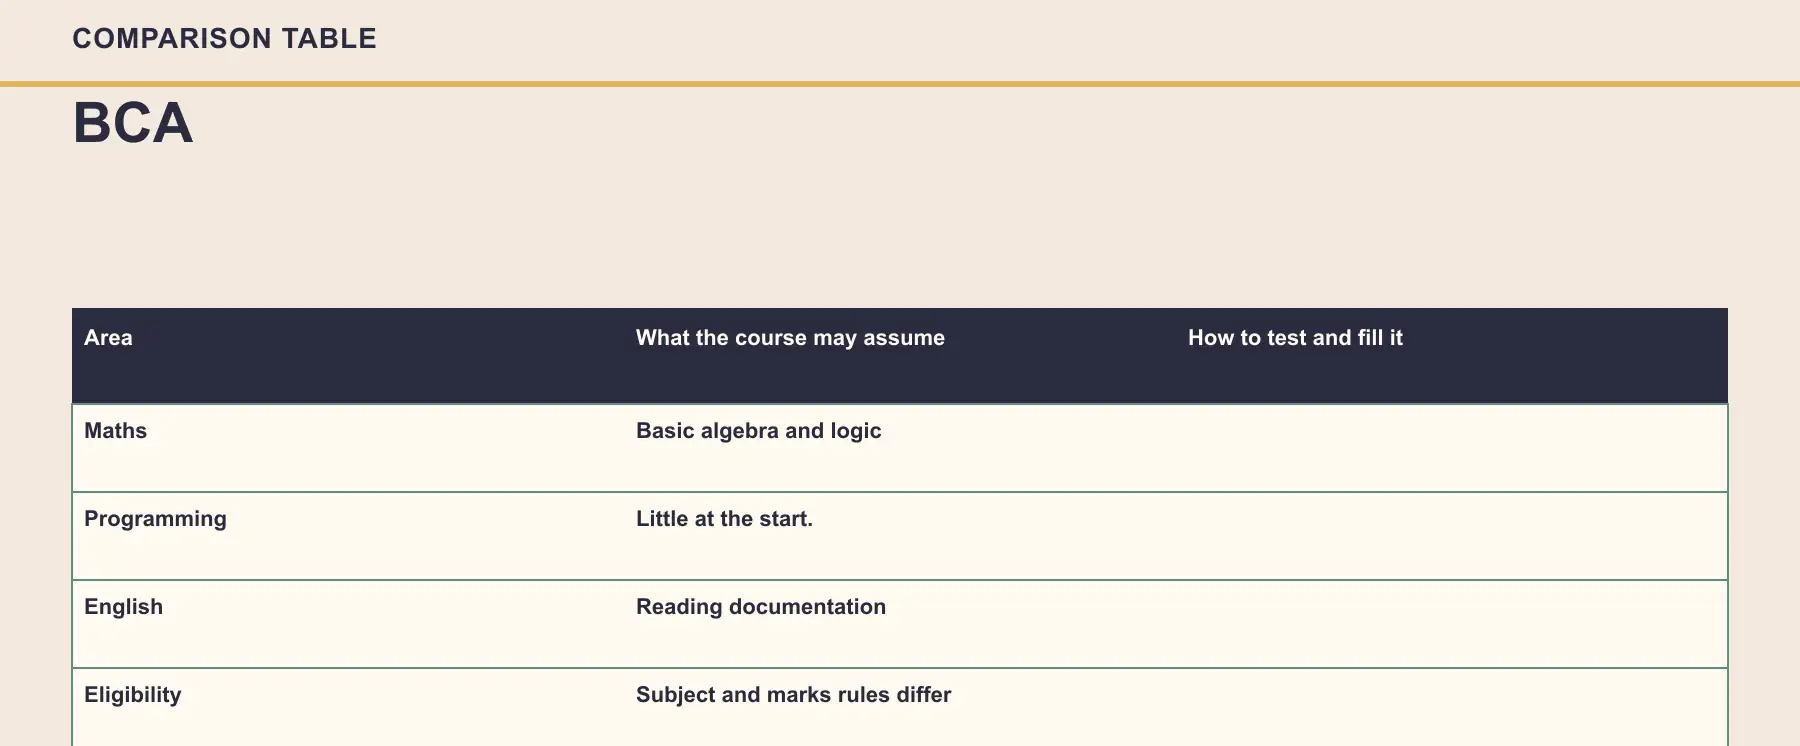 COMPARISON TABLE
BCA
Area What the course may assume How to test and fill it
Maths Basic algebra and logic
Programming Little at the start.
English Reading documentation
Eligibility Subject and marks rules differ